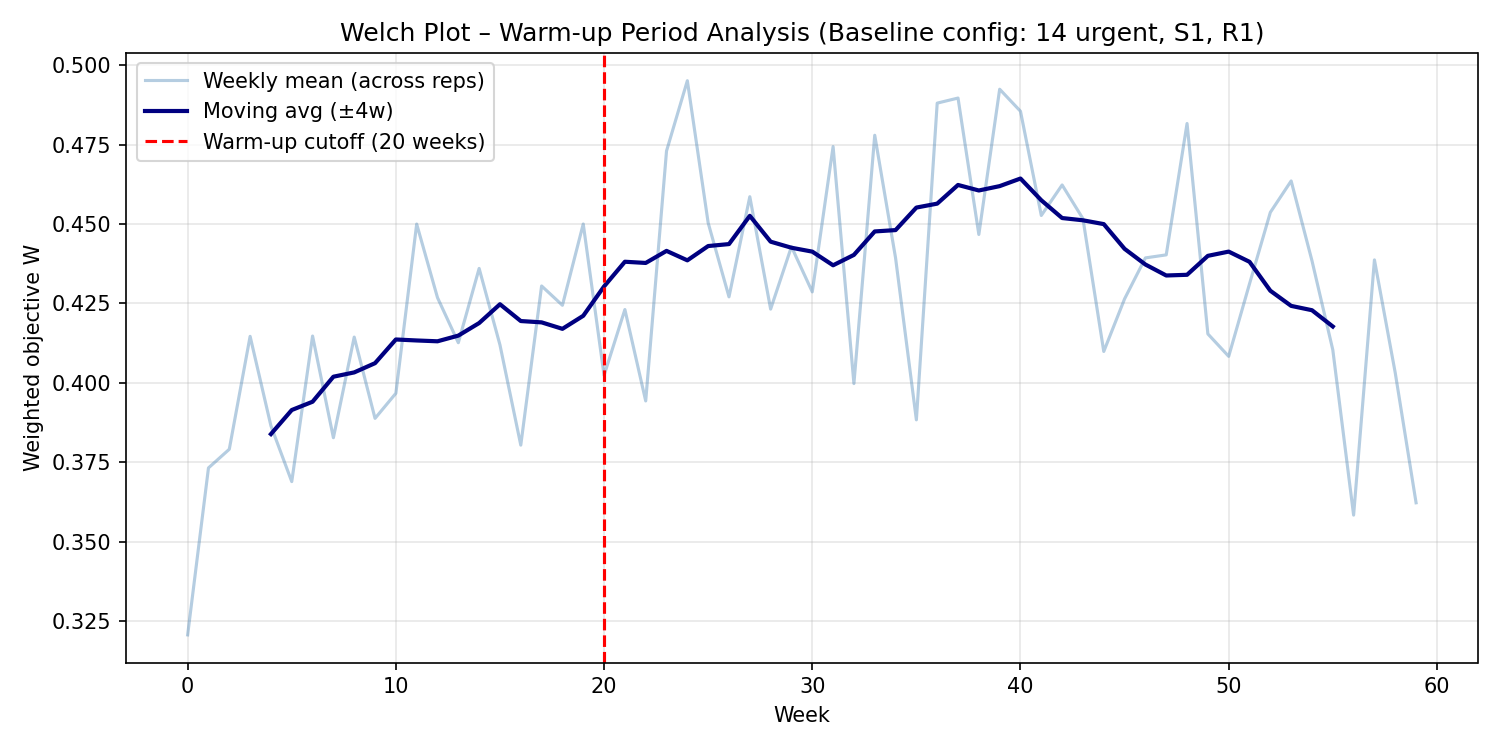 Welch Plot – Warm-up Period Analysis (Baseline config: 14 urgent, S1, R1)
Weekly mean (across reps)
Moving avg (±4w)
Warm-up cutoff (20 weeks)
Weighted objective W
0.500
0.475
0.450
0.425
0.400
0.375
0.350
0.325
0 10 20 30 40 50 60
Week